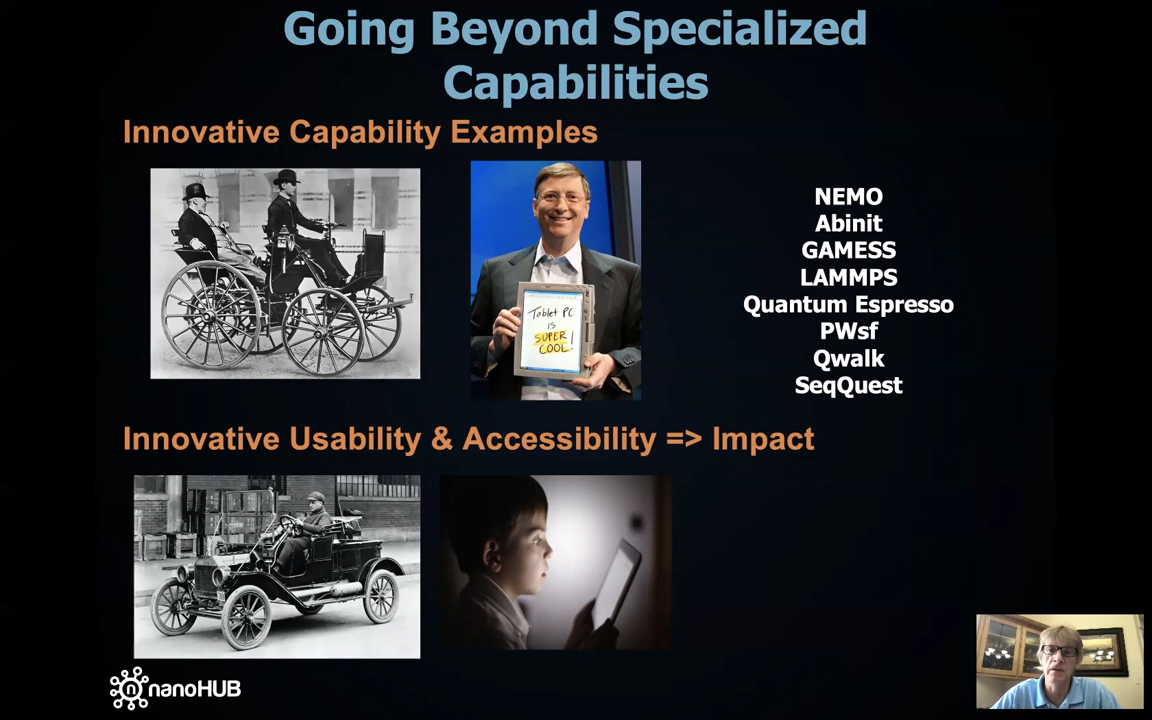 Going Beyond Specialized
Capabilities
Innovative Capability Examples
Tablet PC
is
SUPER
COOL!
NEMO
Abinit
GAMESS
LAMMPS
Quantum Espresso
PWsf
Qwalk
SeqQuest
Innovative Usability & Accessibility => Impact
nanoHUB